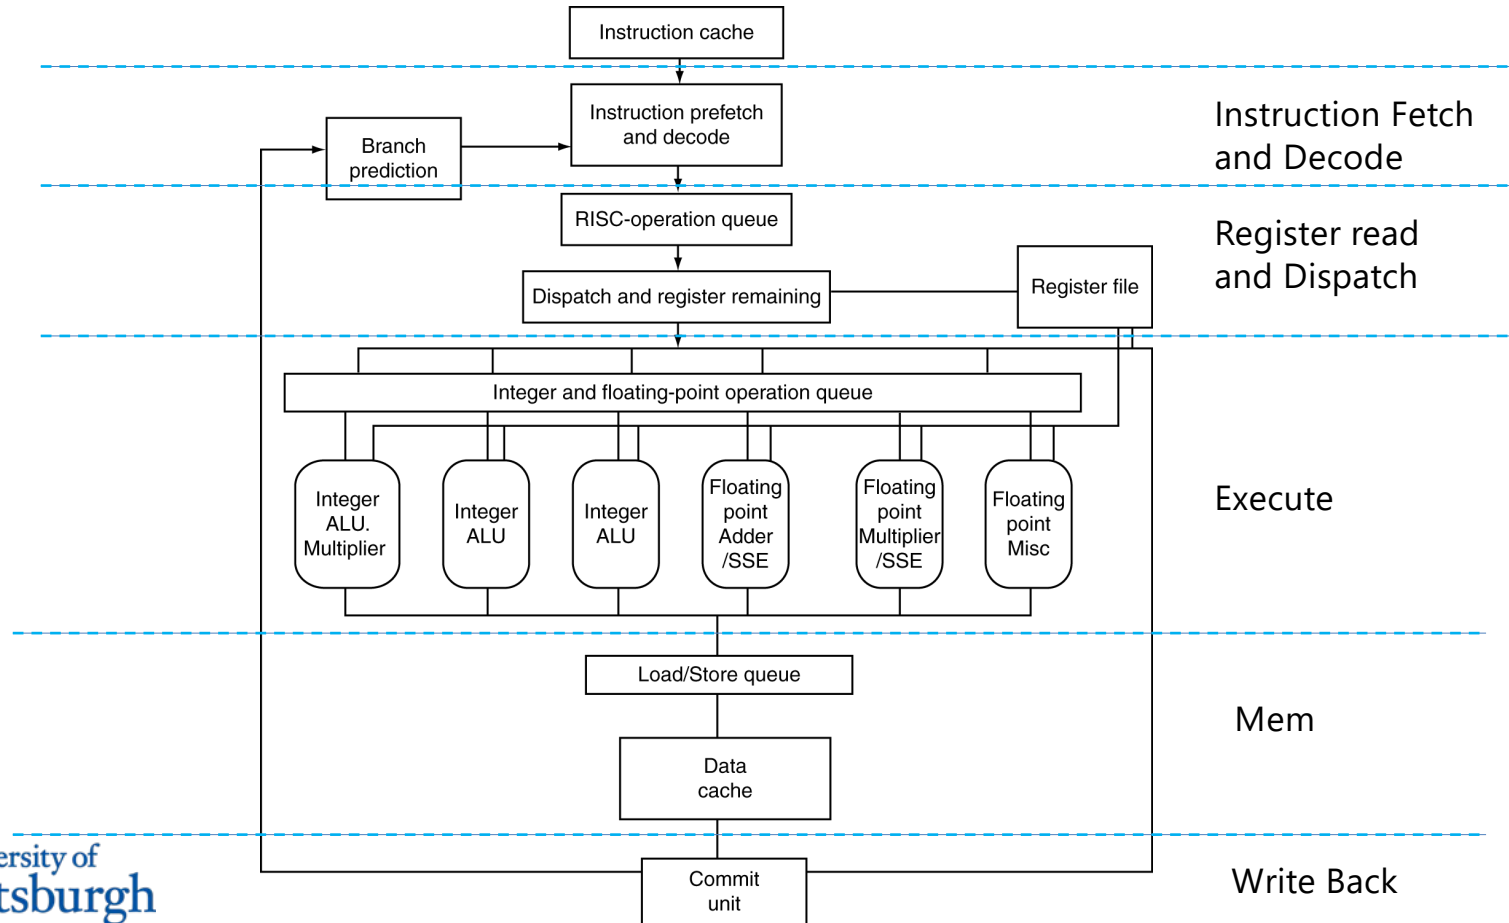 Instruction cache
Instruction prefetch
and decode
Branch
prediction
Instruction Fetch
and Decode
RISC-operation queue
Dispatch and register remaining
Register file
Register read
and Dispatch
Integer and floating-point operation queue
Integer
ALU.
Multiplier
Integer
ALU
Integer
ALU
Floating
point
Adder
/SSE
Floating
point
Multiplier
/SSE
Floating
point
Misc
Execute
Load/Store queue
Data
cache
Mem
Commit
unit
Write Back
ersity of
tsburgh